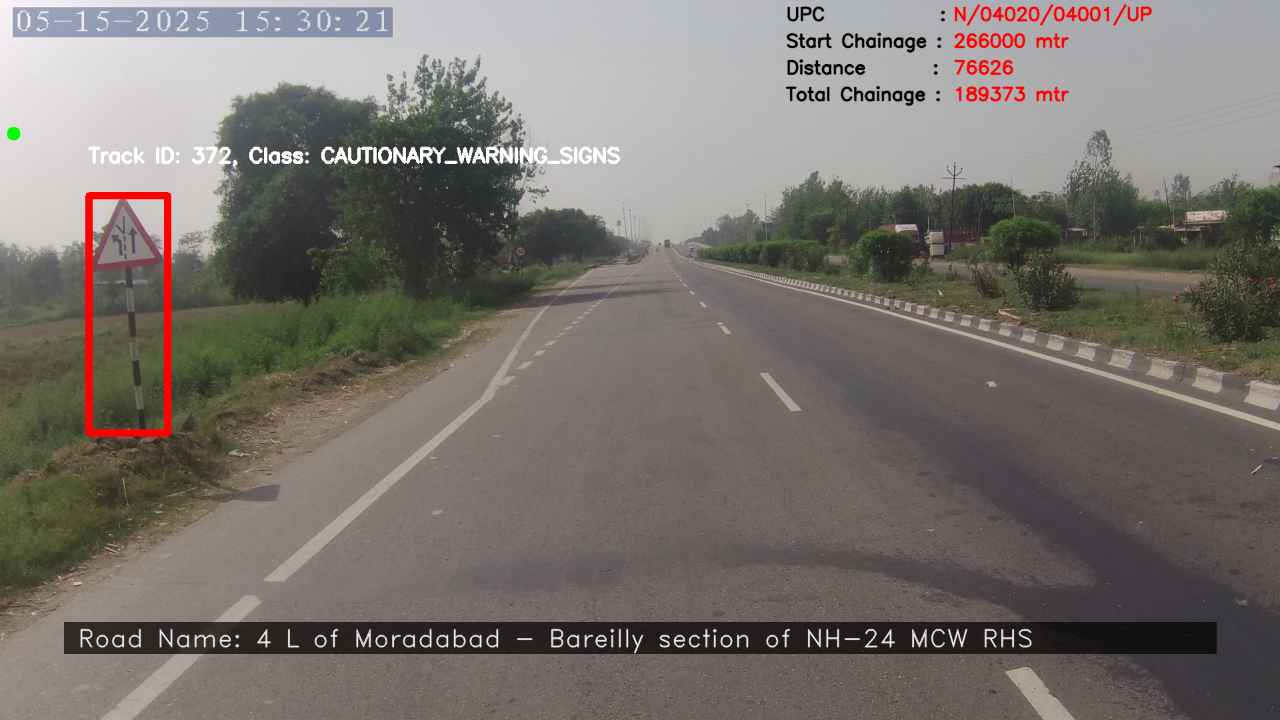 05-15-2025 15:30:21
UPC : N/04020/04001/UP
Start Chainage : 266000 mtr
Distance : 76626
Total Chainage : 189373 mtr
Track ID: 372, Class: CAUTIONARY_WARNING_SIGNS
Road Name: 4 L of Moradabad - Bareilly section of NH-24 MCW RHS